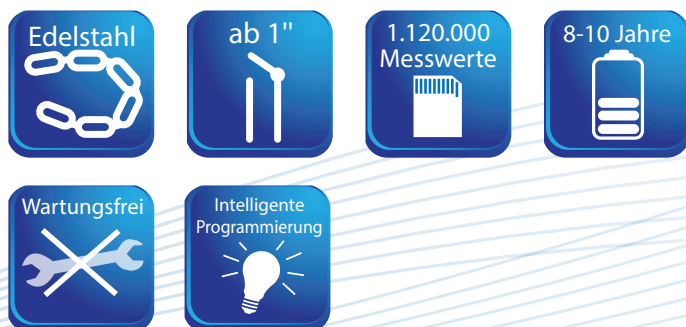 Edelstahl
ab 1"
1.120.000
Messwerte
8-10 Jahre
Wartungsfrei
Intelligente
Programmierung